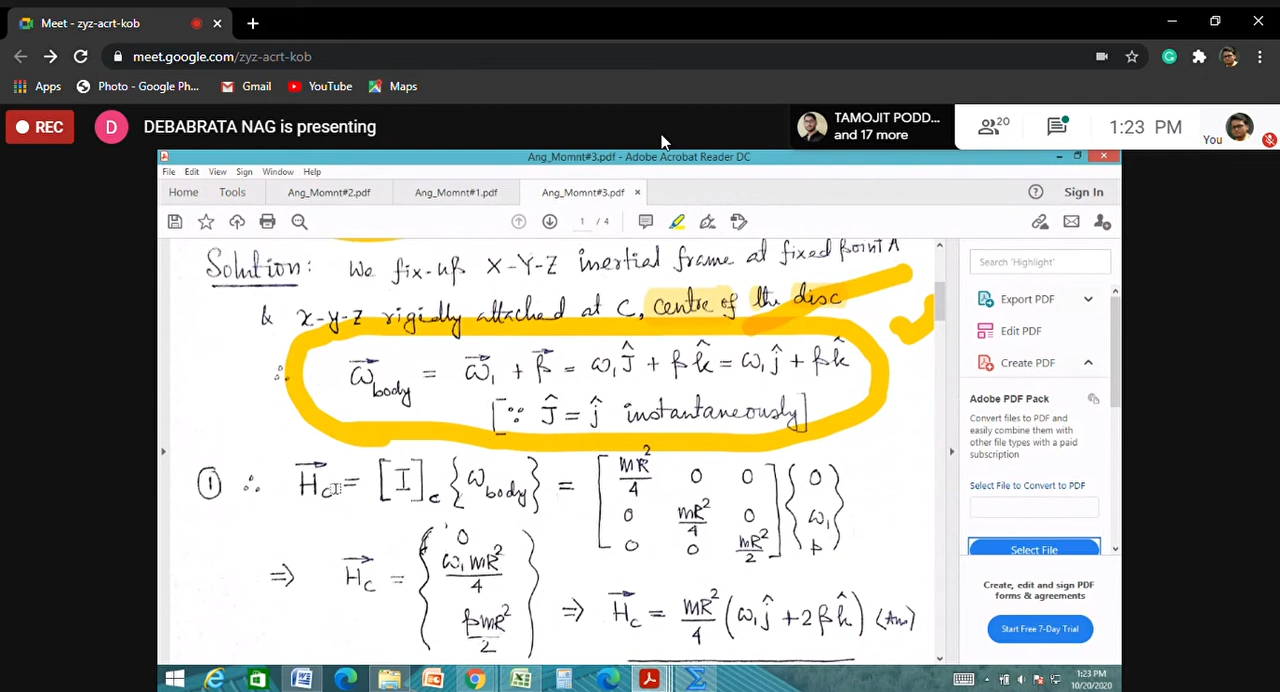 Meet - zyz-acrt-kob
meet.google.com/zyz-acrt-kob
Apps Photo - Google Ph... Gmail YouTube Maps
REC D DEBABRATA NAG is presenting
TAMOJIT PODD...
and 17 more
20
1:23 PM
You
Ang_Momnt#3.pdf - Adobe Acrobat Reader DC
File Edit View Sign Window Help
Home Tools Ang_Momnt#2.pdf Ang_Momnt#1.pdf Ang_Momnt#3.pdf × Sign In
1 / 4
Solution: We fix-up X-Y-Z inertial frame at fixed point A
& x-y-z rigidly attached at C, centre of the disc
∴ ω⃗body = ω⃗₁ + β⃗ = ω₁Ĵ + βk̂ = ω₁ĵ + βk̂
[∵ Ĵ = ĵ instantaneously]
① ∴ H⃗c = [I]c {ωbody} = [mR²/4 0 0; 0 mR²/4 0; 0 0 mR²/2] {0; ω₁; β}
⇒ H⃗c = {0; ω₁mR²/4; βmR²/2} ⇒ H⃗c = mR²/4 (ω₁ĵ + 2βk̂) (Ans)
Search 'Highlight'
Export PDF
Edit PDF
Create PDF
Adobe PDF Pack
Convert files to PDF and
easily combine them with
other file types with a paid
subscription
Select File to Convert to PDF
Select File
Create, edit and sign PDF
forms & agreements
Start Free 7-Day Trial
1:23 PM
10/20/2020